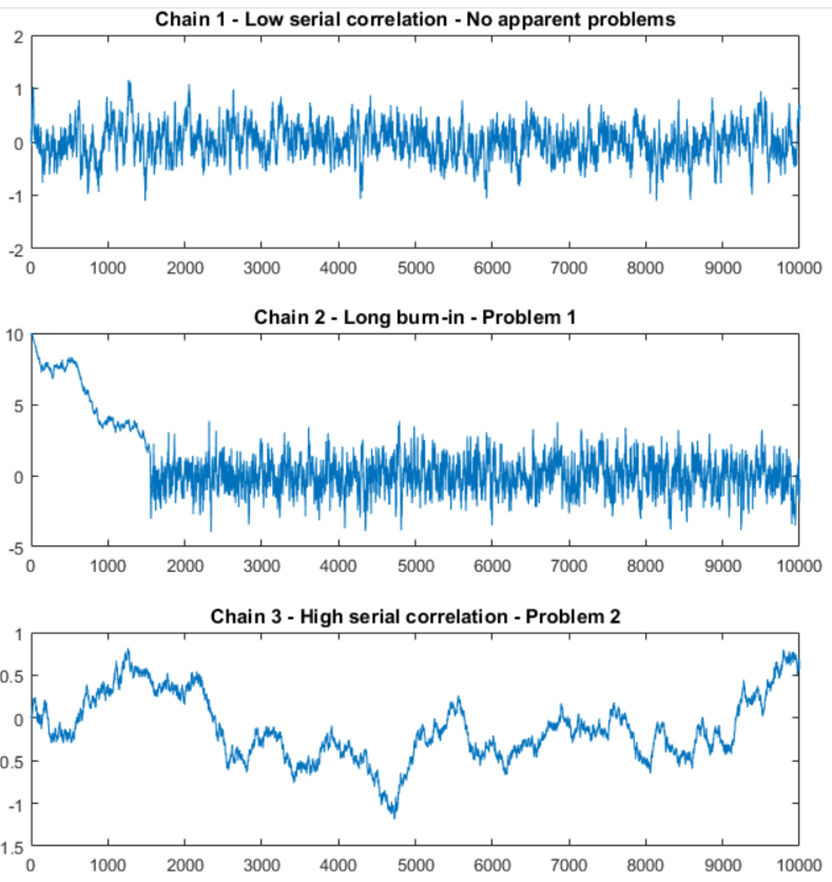 Chain 1 - Low serial correlation - No apparent problems
2
1
0
-1
-2
0 1000 2000 3000 4000 5000 6000 7000 8000 9000 10000
Chain 2 - Long burn-in - Problem 1
10
5
0
-5
0 1000 2000 3000 4000 5000 6000 7000 8000 9000 10000
Chain 3 - High serial correlation - Problem 2
1
0.5
0
0.5
-1
1.5
0 1000 2000 3000 4000 5000 6000 7000 8000 9000 10000